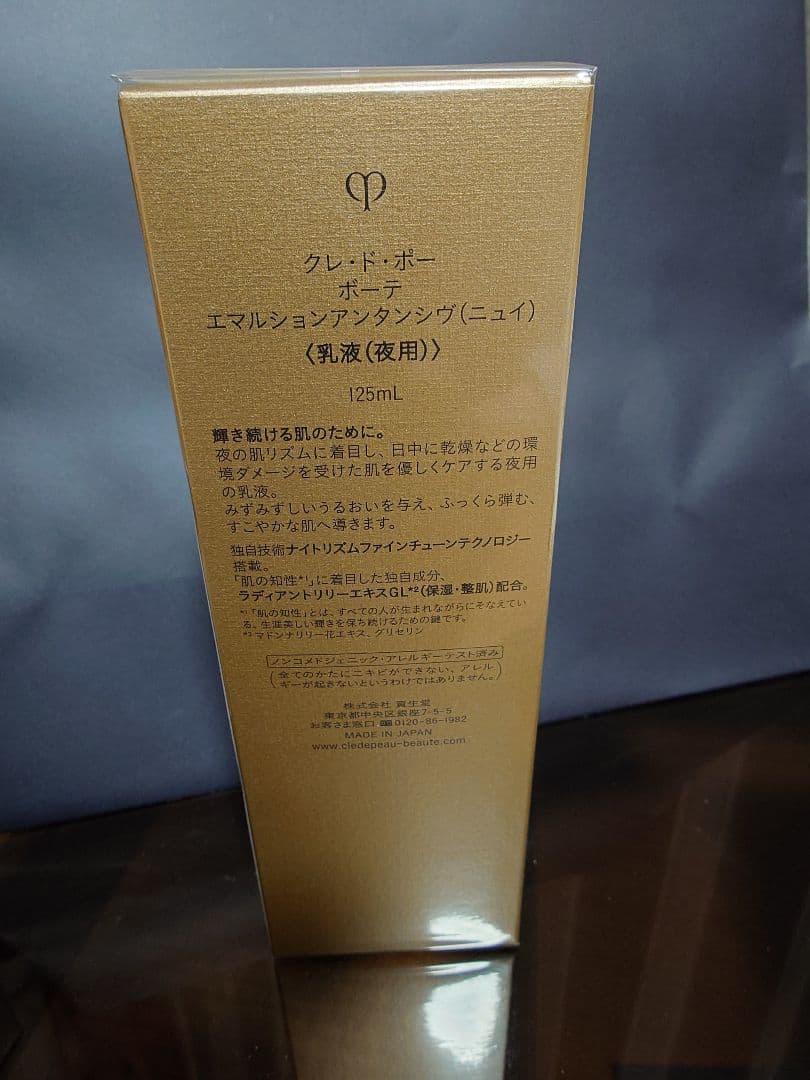 クレ・ド・ポー
ボーテ
エマルションアンタンシヴ(ニュイ)
〈乳液(夜用)〉
125mL
輝き続ける肌のために。
夜の肌リズムに着目し、日中に乾燥などの環
境ダメージを受けた肌を優しくケアする夜用
の乳液。
みずみずしいうるおいを与え、ふっくら弾む、
すこやかな肌へ導きます。
独自技術ナイトリズムファインチューンテクノロジー
搭載。
「肌の知性*1」に着目した独自成分、
ラディアントリリーエキスGL*2(保湿・整肌)配合。
*1「肌の知性」とは、すべての人が生まれながらにそなえてい
る、生涯美しい輝きを保ち続けるための鍵です。
*2 マドンナリリー花エキス、グリセリン
ノンコメドジェニック・アレルギーテスト済み
(全てのかたにニキビができない、アレル
ギーが起きないというわけではありません。)
株式会社 資生堂
東京都中央区銀座7-5-5
お客さま窓口 0120-86-1982
MADE IN JAPAN
www.cledepeau-beaute.com